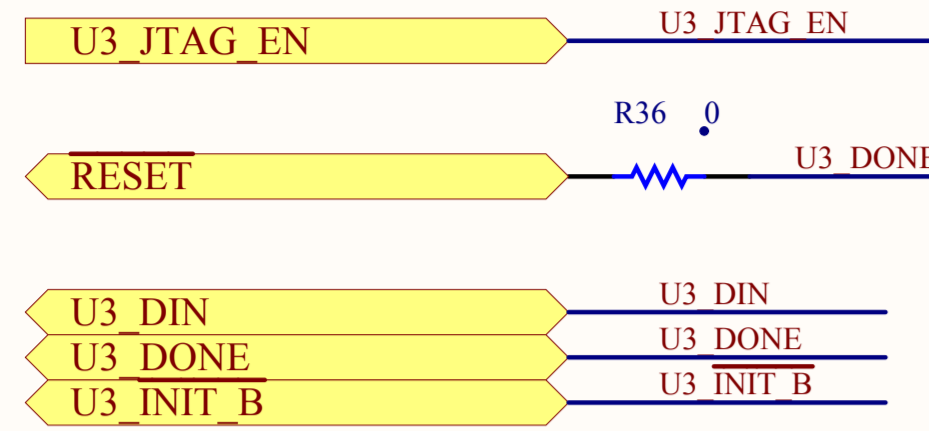 U3_JTAG_EN U3_JTAG_EN
R36 0
RESET U3_DONE
U3_DIN U3_DIN
U3_DONE U3_DONE
U3_INIT_B U3_INIT_B